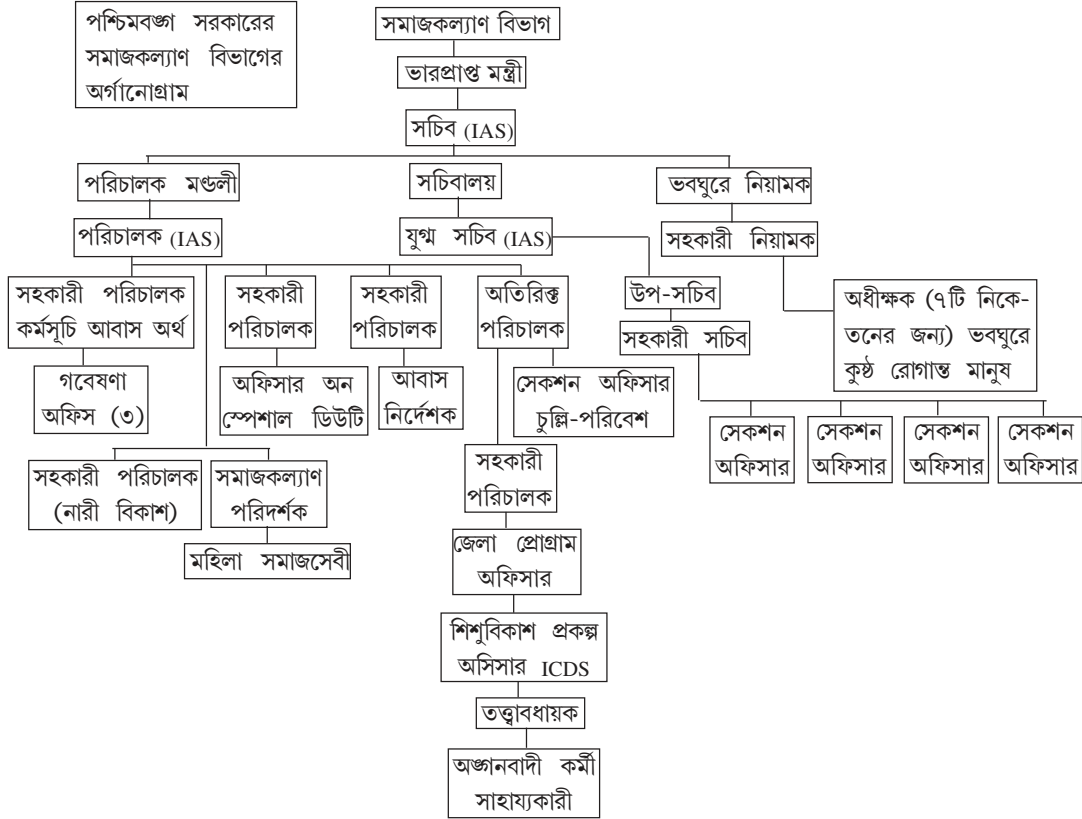 পশ্চিমবঙ্গ সরকারের
সমাজকল্যাণ বিভাগের
অর্গানোগ্রাম
সমাজকল্যাণ বিভাগ
ভারপ্রাপ্ত মন্ত্রী
সচিব (IAS)
পরিচালক মণ্ডলী
সচিবালয়
ভবঘুরে নিয়ামক
পরিচালক (IAS)
যুগ্ম সচিব (IAS)
সহকারী নিয়ামক
সহকারী পরিচালক
কর্মসূচি আবাস অর্থ
সহকারী
পরিচালক
সহকারী
পরিচালক
অতিরিক্ত
পরিচালক
উপ-সচিব
সহকারী সচিব
অধীক্ষক (৭টি নিকে-
তনের জন্য) ভবঘুরে
কুষ্ঠ রোগান্ত মানুষ
গবেষণা
অফিস (৩)
অফিসার অন
স্পেশাল ডিউটি
আবাস
নির্দেশক
সেকশন অফিসার
চুল্লি-পরিবেশ
সেকশন
অফিসার
সেকশন
অফিসার
সেকশন
অফিসার
সেকশন
অফিসার
সহকারী পরিচালক
(নারী বিকাশ)
সমাজকল্যাণ
পরিদর্শক
সহকারী
পরিচালক
মহিলা সমাজসেবী
জেলা প্রোগ্রাম
অফিসার
শিশুবিকাশ প্রকল্প
অসিসার ICDS
তত্ত্বাবধায়ক
অঙ্গনবাদী কর্মী
সাহায্যকারী